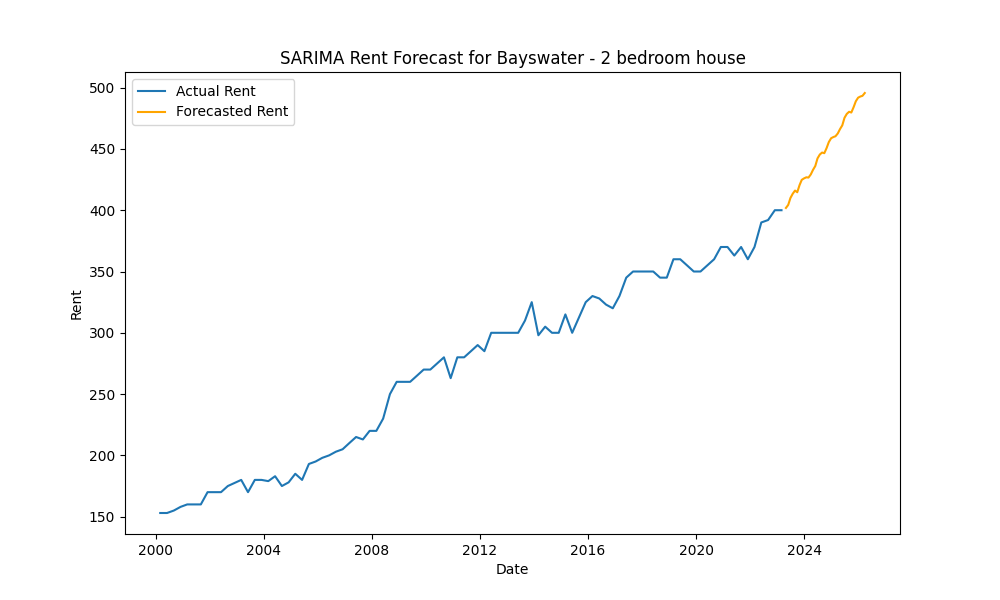 SARIMA Rent Forecast for Bayswater - 2 bedroom house
Actual Rent
Forecasted Rent
500
450
400
350
300
250
200
150
Rent
2000 2004 2008 2012 2016 2020 2024
Date